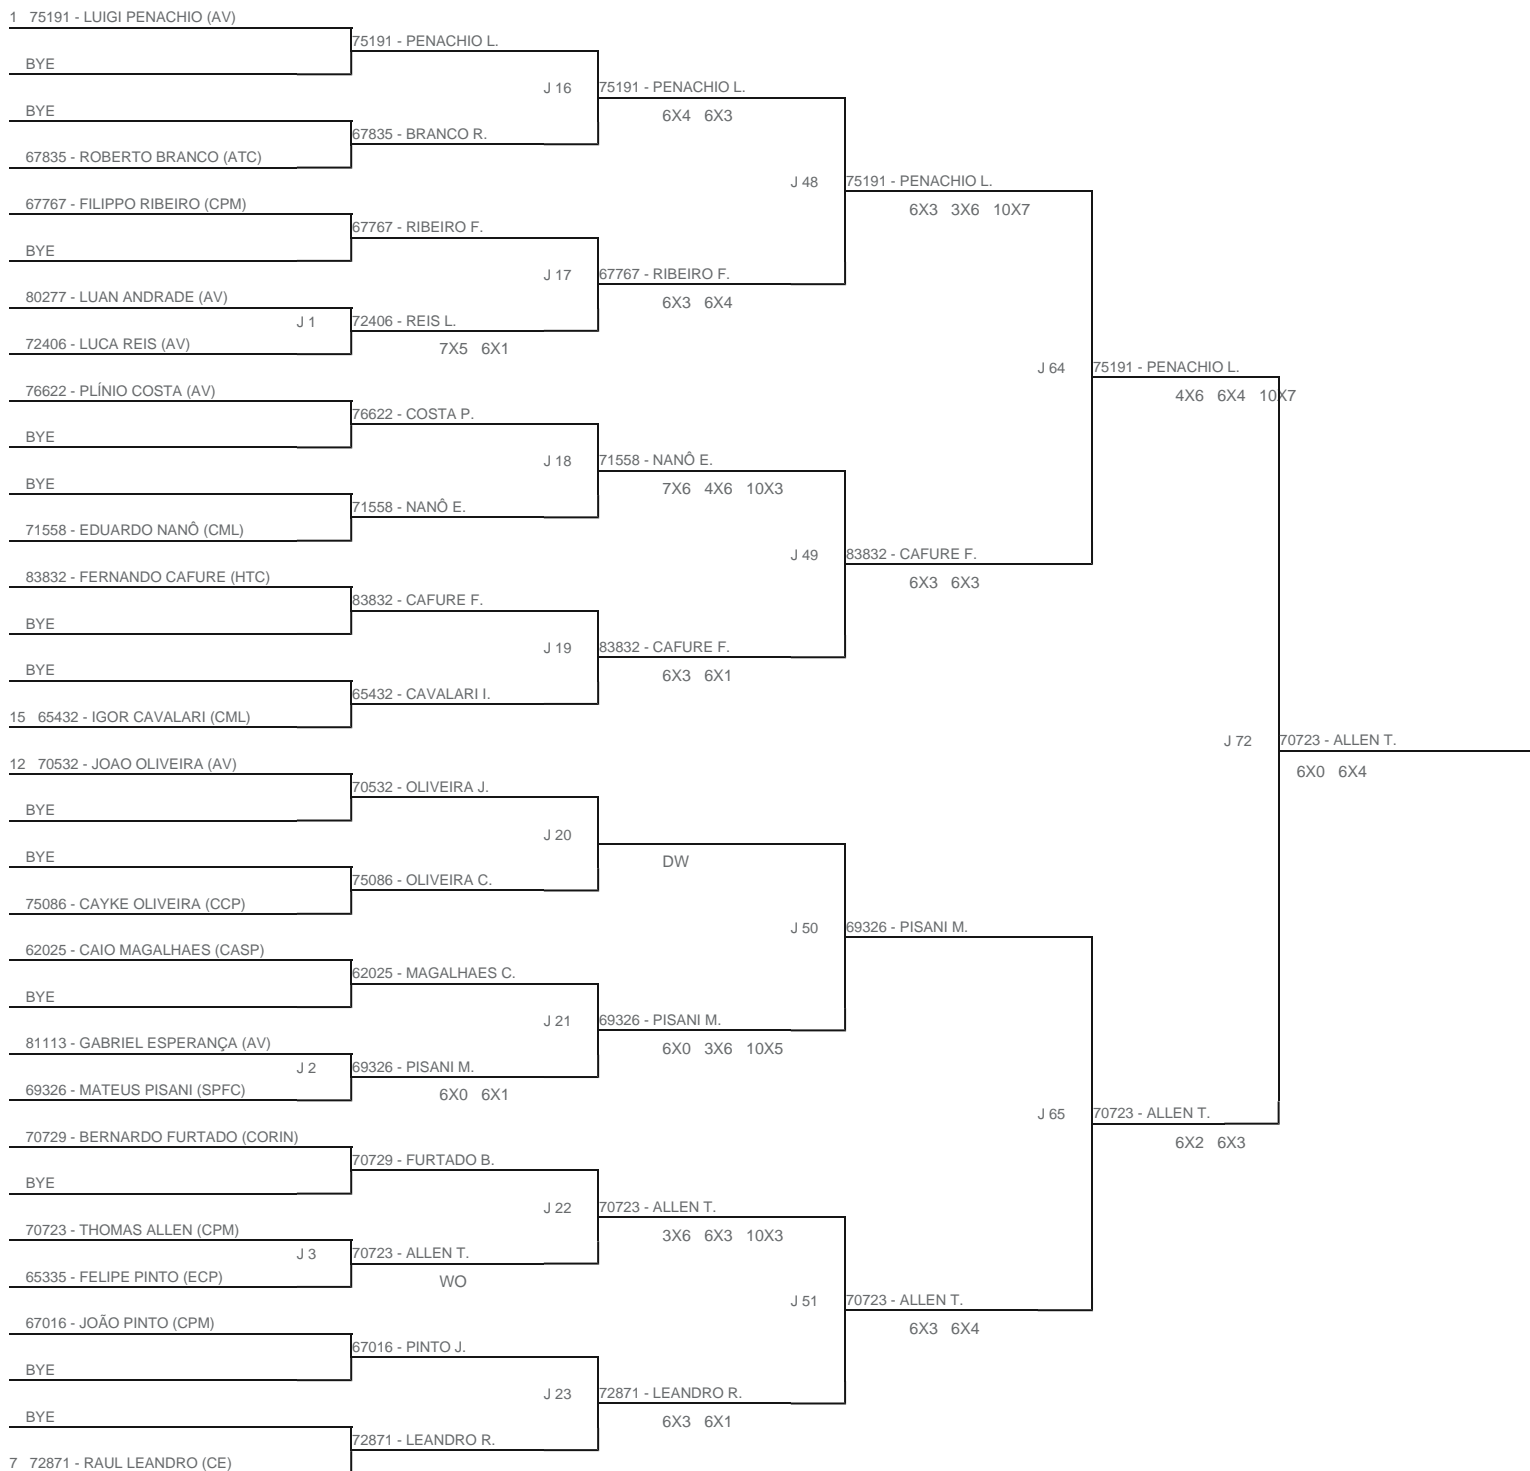 1 75191 - LUIGI PENACHIO (AV)
75191 - PENACHIO L.
BYE
J 16
75191 - PENACHIO L.
6X4 6X3
BYE
67835 - BRANCO R.
67835 - ROBERTO BRANCO (ATC)
J 48
75191 - PENACHIO L.
6X3 3X6 10X7
67767 - FILIPPO RIBEIRO (CPM)
67767 - RIBEIRO F.
BYE
J 17
67767 - RIBEIRO F.
6X3 6X4
80277 - LUAN ANDRADE (AV)
J 1
72406 - REIS L.
7X5 6X1
72406 - LUCA REIS (AV)
J 64
75191 - PENACHIO L.
4X6 6X4 10X7
76622 - PLÍNIO COSTA (AV)
76622 - COSTA P.
BYE
J 18
71558 - NANÔ E.
7X6 4X6 10X3
BYE
71558 - NANÔ E.
71558 - EDUARDO NANÔ (CML)
J 49
83832 - CAFURE F.
6X3 6X3
83832 - FERNANDO CAFURE (HTC)
83832 - CAFURE F.
BYE
J 19
83832 - CAFURE F.
6X3 6X1
BYE
65432 - CAVALARI I.
15 65432 - IGOR CAVALARI (CML)
J 72
70723 - ALLEN T.
6X0 6X4
12 70532 - JOAO OLIVEIRA (AV)
70532 - OLIVEIRA J.
BYE
J 20
DW
BYE
75086 - OLIVEIRA C.
75086 - CAYKE OLIVEIRA (CCP)
J 50
69326 - PISANI M.
62025 - CAIO MAGALHAES (CASP)
62025 - MAGALHAES C.
BYE
J 21
69326 - PISANI M.
6X0 3X6 10X5
81113 - GABRIEL ESPERANÇA (AV)
J 2
69326 - PISANI M.
6X0 6X1
69326 - MATEUS PISANI (SPFC)
J 65
70723 - ALLEN T.
6X2 6X3
70729 - BERNARDO FURTADO (CORIN)
70729 - FURTADO B.
BYE
J 22
70723 - ALLEN T.
3X6 6X3 10X3
70723 - THOMAS ALLEN (CPM)
J 3
70723 - ALLEN T.
WO
65335 - FELIPE PINTO (ECP)
J 51
70723 - ALLEN T.
6X3 6X4
67016 - JOÃO PINTO (CPM)
67016 - PINTO J.
BYE
J 23
72871 - LEANDRO R.
6X3 6X1
BYE
72871 - LEANDRO R.
7 72871 - RAUL LEANDRO (CE)